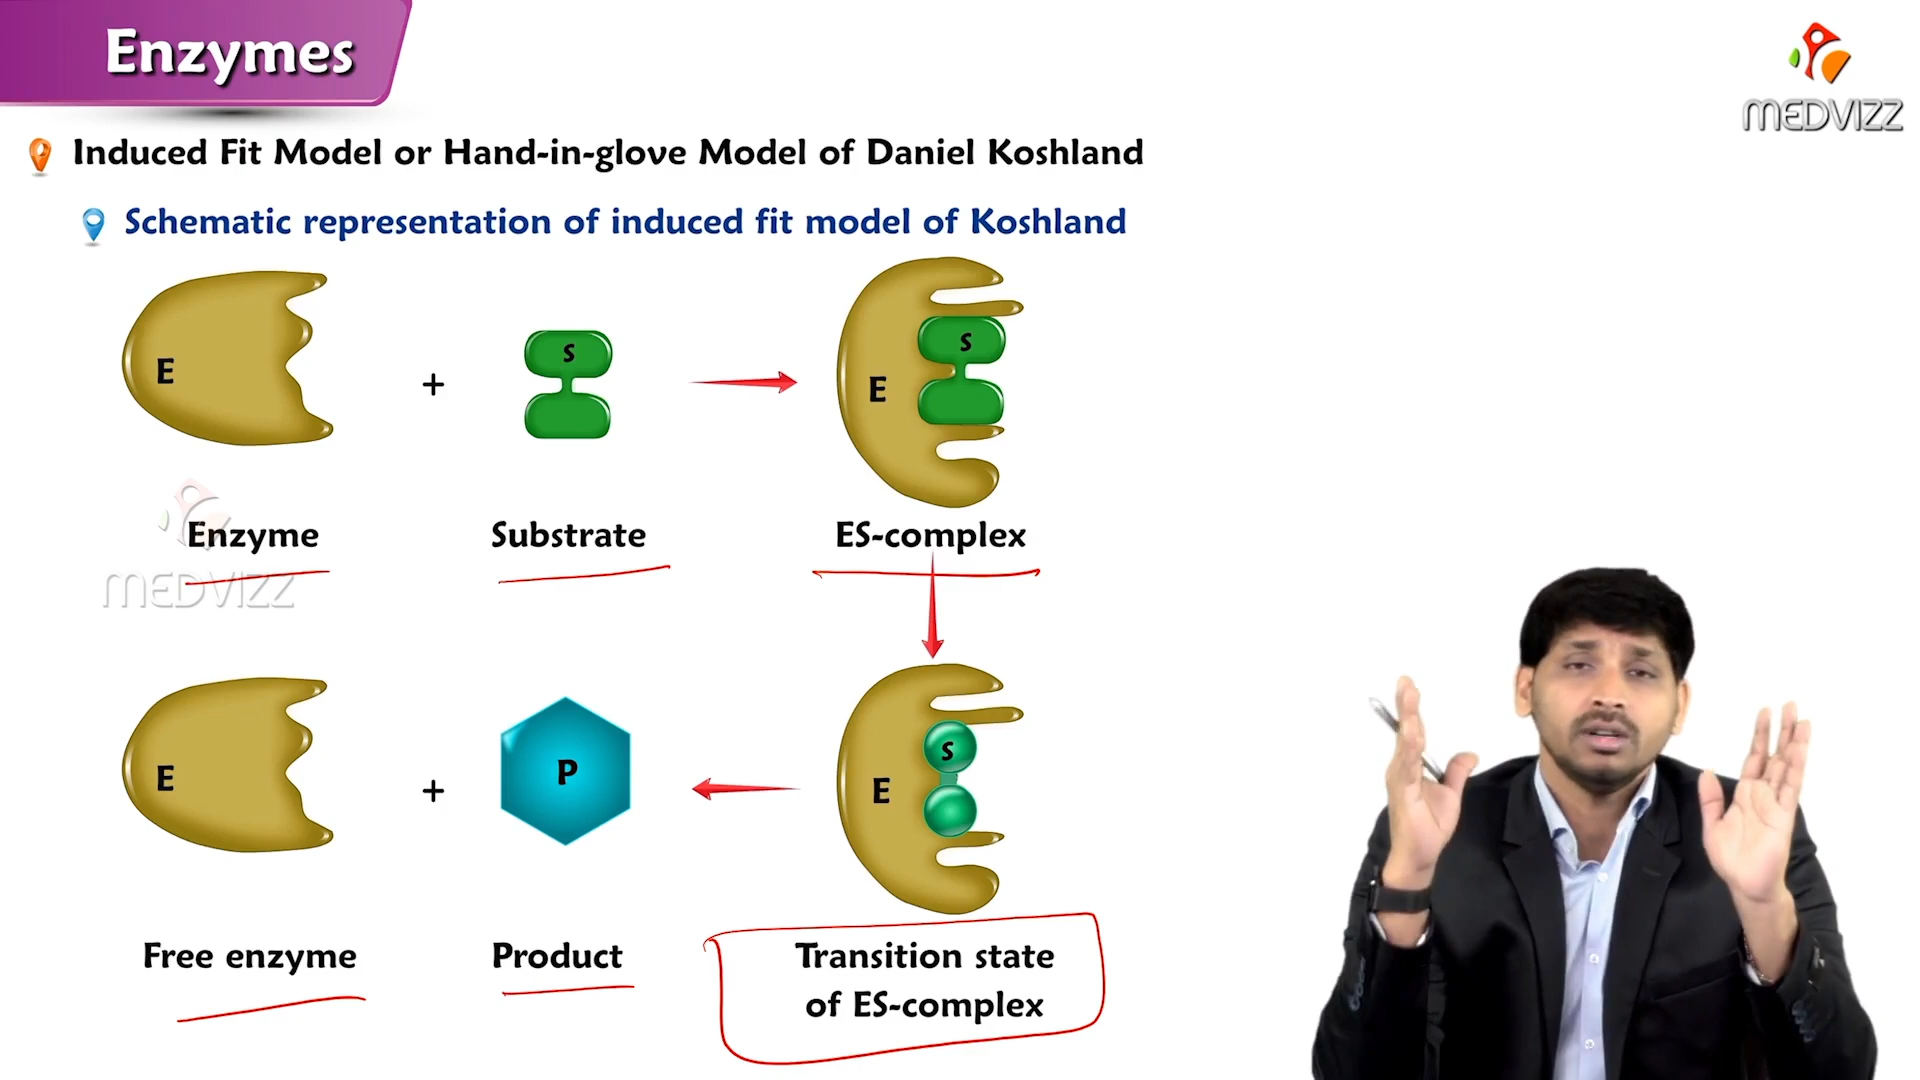 Enzymes
MEDVIZZ
Induced Fit Model or Hand-in-glove Model of Daniel Koshland
Schematic representation of induced fit model of Koshland
E
+
S
E
S
Enzyme
Substrate
ES-complex
MEDVIZZ
E
+
P
E
S
Free enzyme
Product
Transition state
of ES-complex